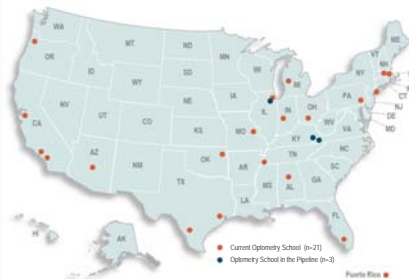 WA
MT
ND
MN
ME
VT
NH
OR
ID
SD
WI
MI
NY
WY
CT
IA
PA
NE
NV
OH
NJ
IL
IN
DE
UT
CO
WV
MD
CA
KS
MO
KY
VA
NC
TN
AZ
OK
NM
AR
SC
MS
AL
GA
TX
LA
FL
HI
AK
Current Optometry School (n=21)
Optometry School in the Pipeline (n=3)
Puerto Rico